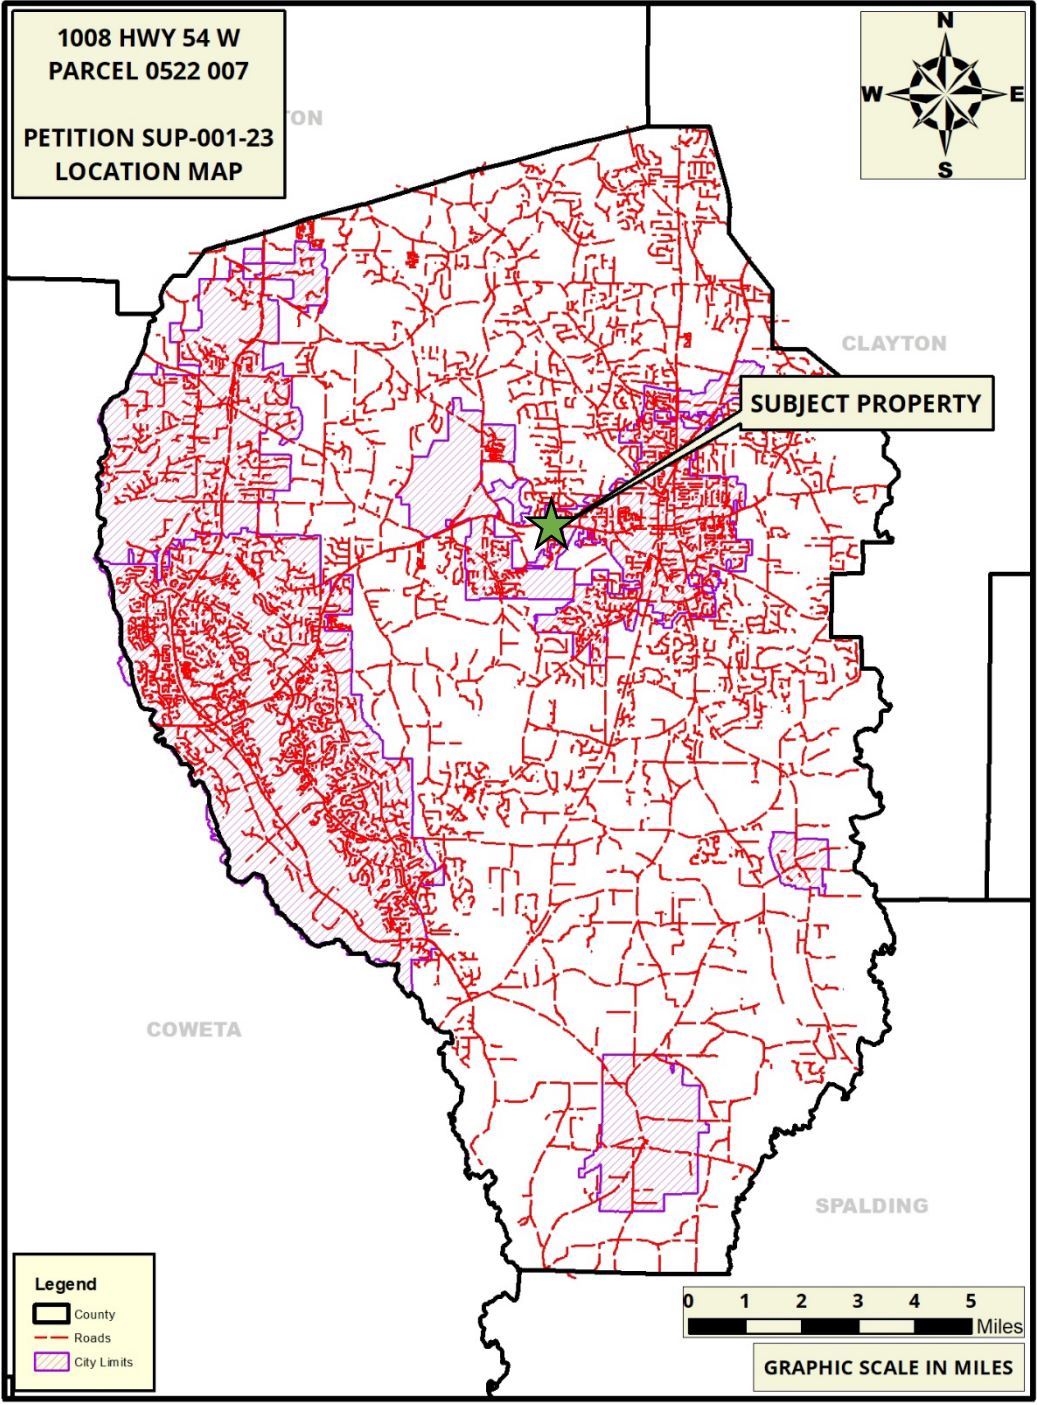 1008 HWY 54 W
PARCEL 0522 007
PETITION SUP-001-23
LOCATION MAP
TON
N
W
E
S
CLAYTON
SUBJECT PROPERTY
COWETA
SPALDING
Legend
County
Roads
City Limits
0 1 2 3 4 5
Miles
GRAPHIC SCALE IN MILES